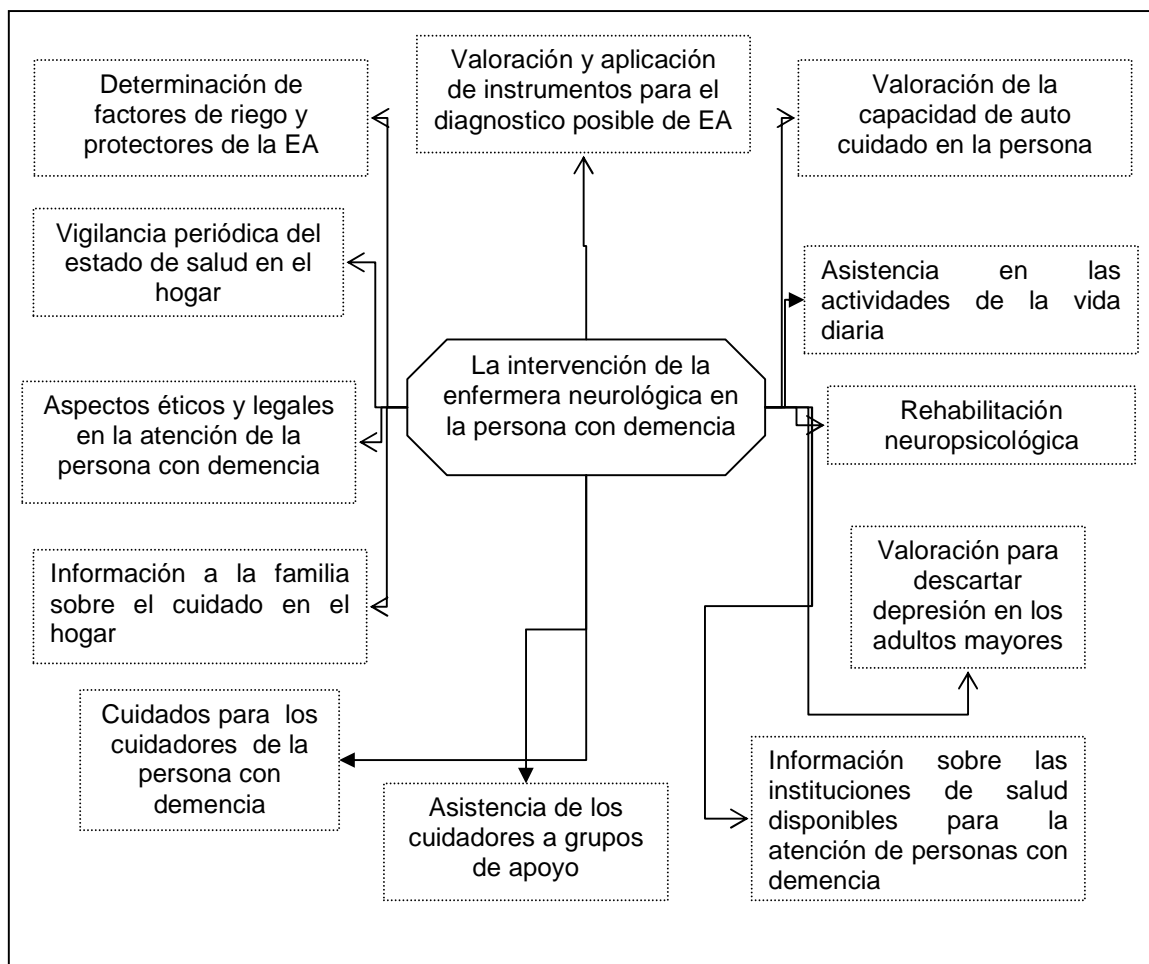 Determinación de
factores de riego y
protectores de la EA
Valoración y aplicación
de instrumentos para el
diagnostico posible de EA
Valoración de la
capacidad de auto
cuidado en la persona
Vigilancia periódica del
estado de salud en el
hogar
Asistencia en las
actividades de la vida
diaria
La intervención de la
enfermera neurológica en
la persona con demencia
Aspectos éticos y legales
en la atención de la
persona con demencia
Rehabilitación
neuropsicológica
Información a la familia
sobre el cuidado en el
hogar
Valoración para
descartar
depresión en los
adultos mayores
Cuidados para los
cuidadores de la
persona con
demencia
Asistencia de los
cuidadores a grupos
de apoyo
Información sobre las
instituciones de salud
disponibles para la
atención de personas con
demencia